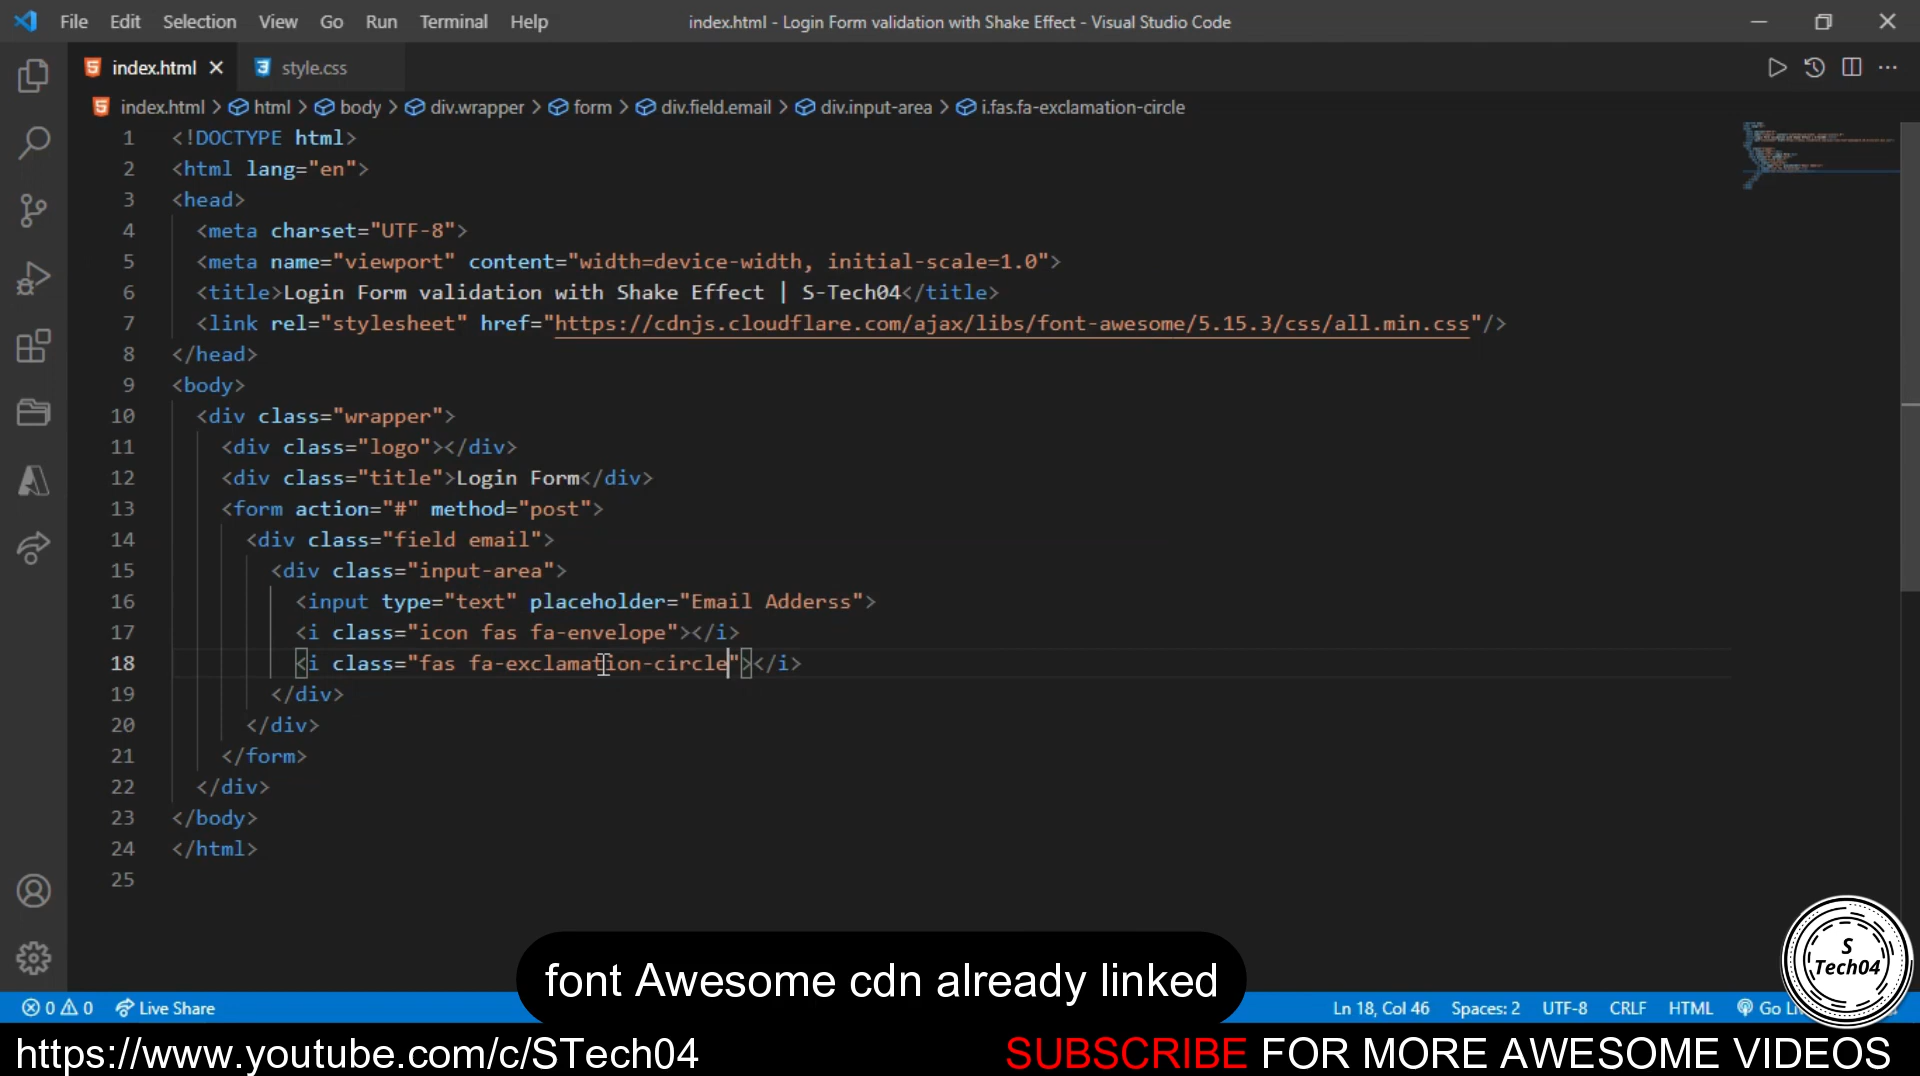 File Edit Selection View Go Run Terminal Help index.html - Login Form validation with Shake Effect - Visual Studio Code
index.html style.css
index.html > html > body > div.wrapper > form > div.field.email > div.input-area > i.fas.fa-exclamation-circle
1 <!DOCTYPE html>
2 <html lang="en">
3 <head>
4 <meta charset="UTF-8">
5 <meta name="viewport" content="width=device-width, initial-scale=1.0">
6 <title>Login Form validation with Shake Effect | S-Tech04</title>
7 <link rel="stylesheet" href="https://cdnjs.cloudflare.com/ajax/libs/font-awesome/5.15.3/css/all.min.css"/>
8 </head>
9 <body>
10 <div class="wrapper">
11 <div class="logo"></div>
12 <div class="title">Login Form</div>
13 <form action="#" method="post">
14 <div class="field email">
15 <div class="input-area">
16 <input type="text" placeholder="Email Adderss">
17 <i class="icon fas fa-envelope"></i>
18 <i class="fas fa-exclamation-circle"></i>
19 </div>
20 </div>
21 </form>
22 </div>
23 </body>
24 </html>
25
S
Tech04
font Awesome cdn already linked
0 0 Live Share Ln 18, Col 46 Spaces: 2 UTF-8 CRLF HTML Go Li
https://www.youtube.com/c/STech04 SUBSCRIBE FOR MORE AWESOME VIDEOS